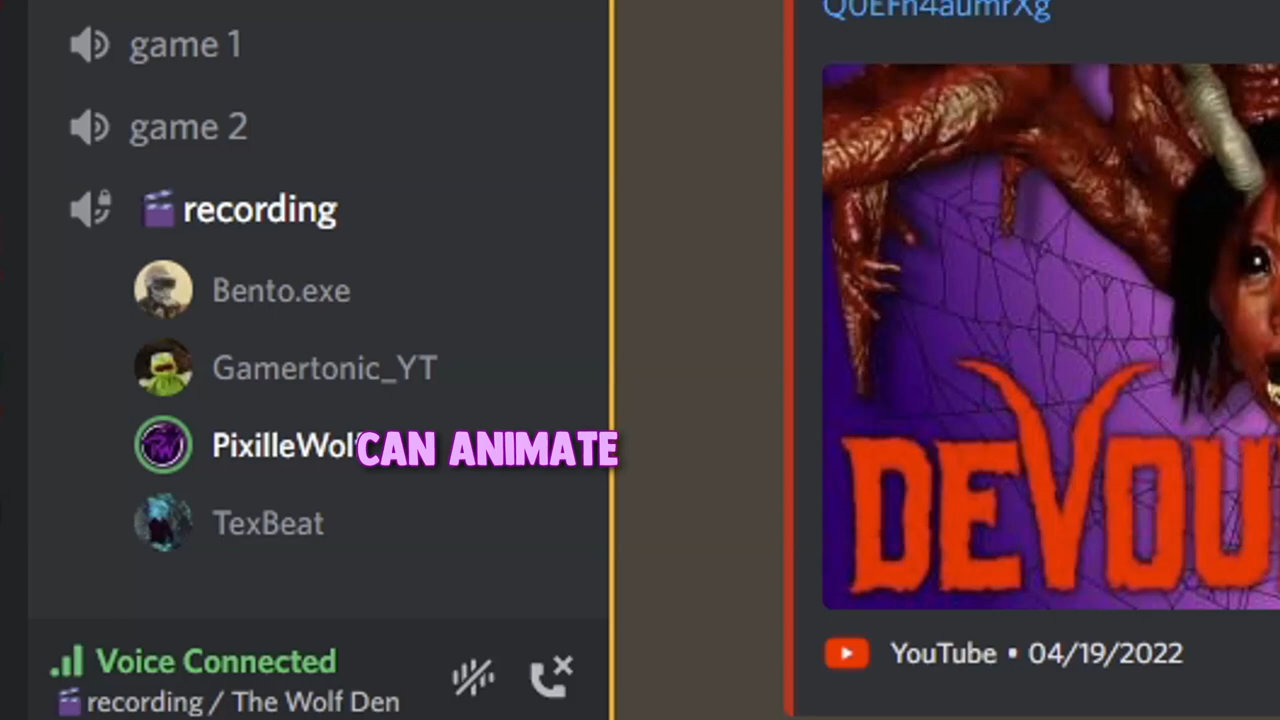 game 1
game 2
recording
Bento.exe
Gamertonic_YT
PixilleWolf
CAN ANIMATE
TexBeat
Voice Connected
recording / The Wolf Den
DEVOU
YouTube • 04/19/2022